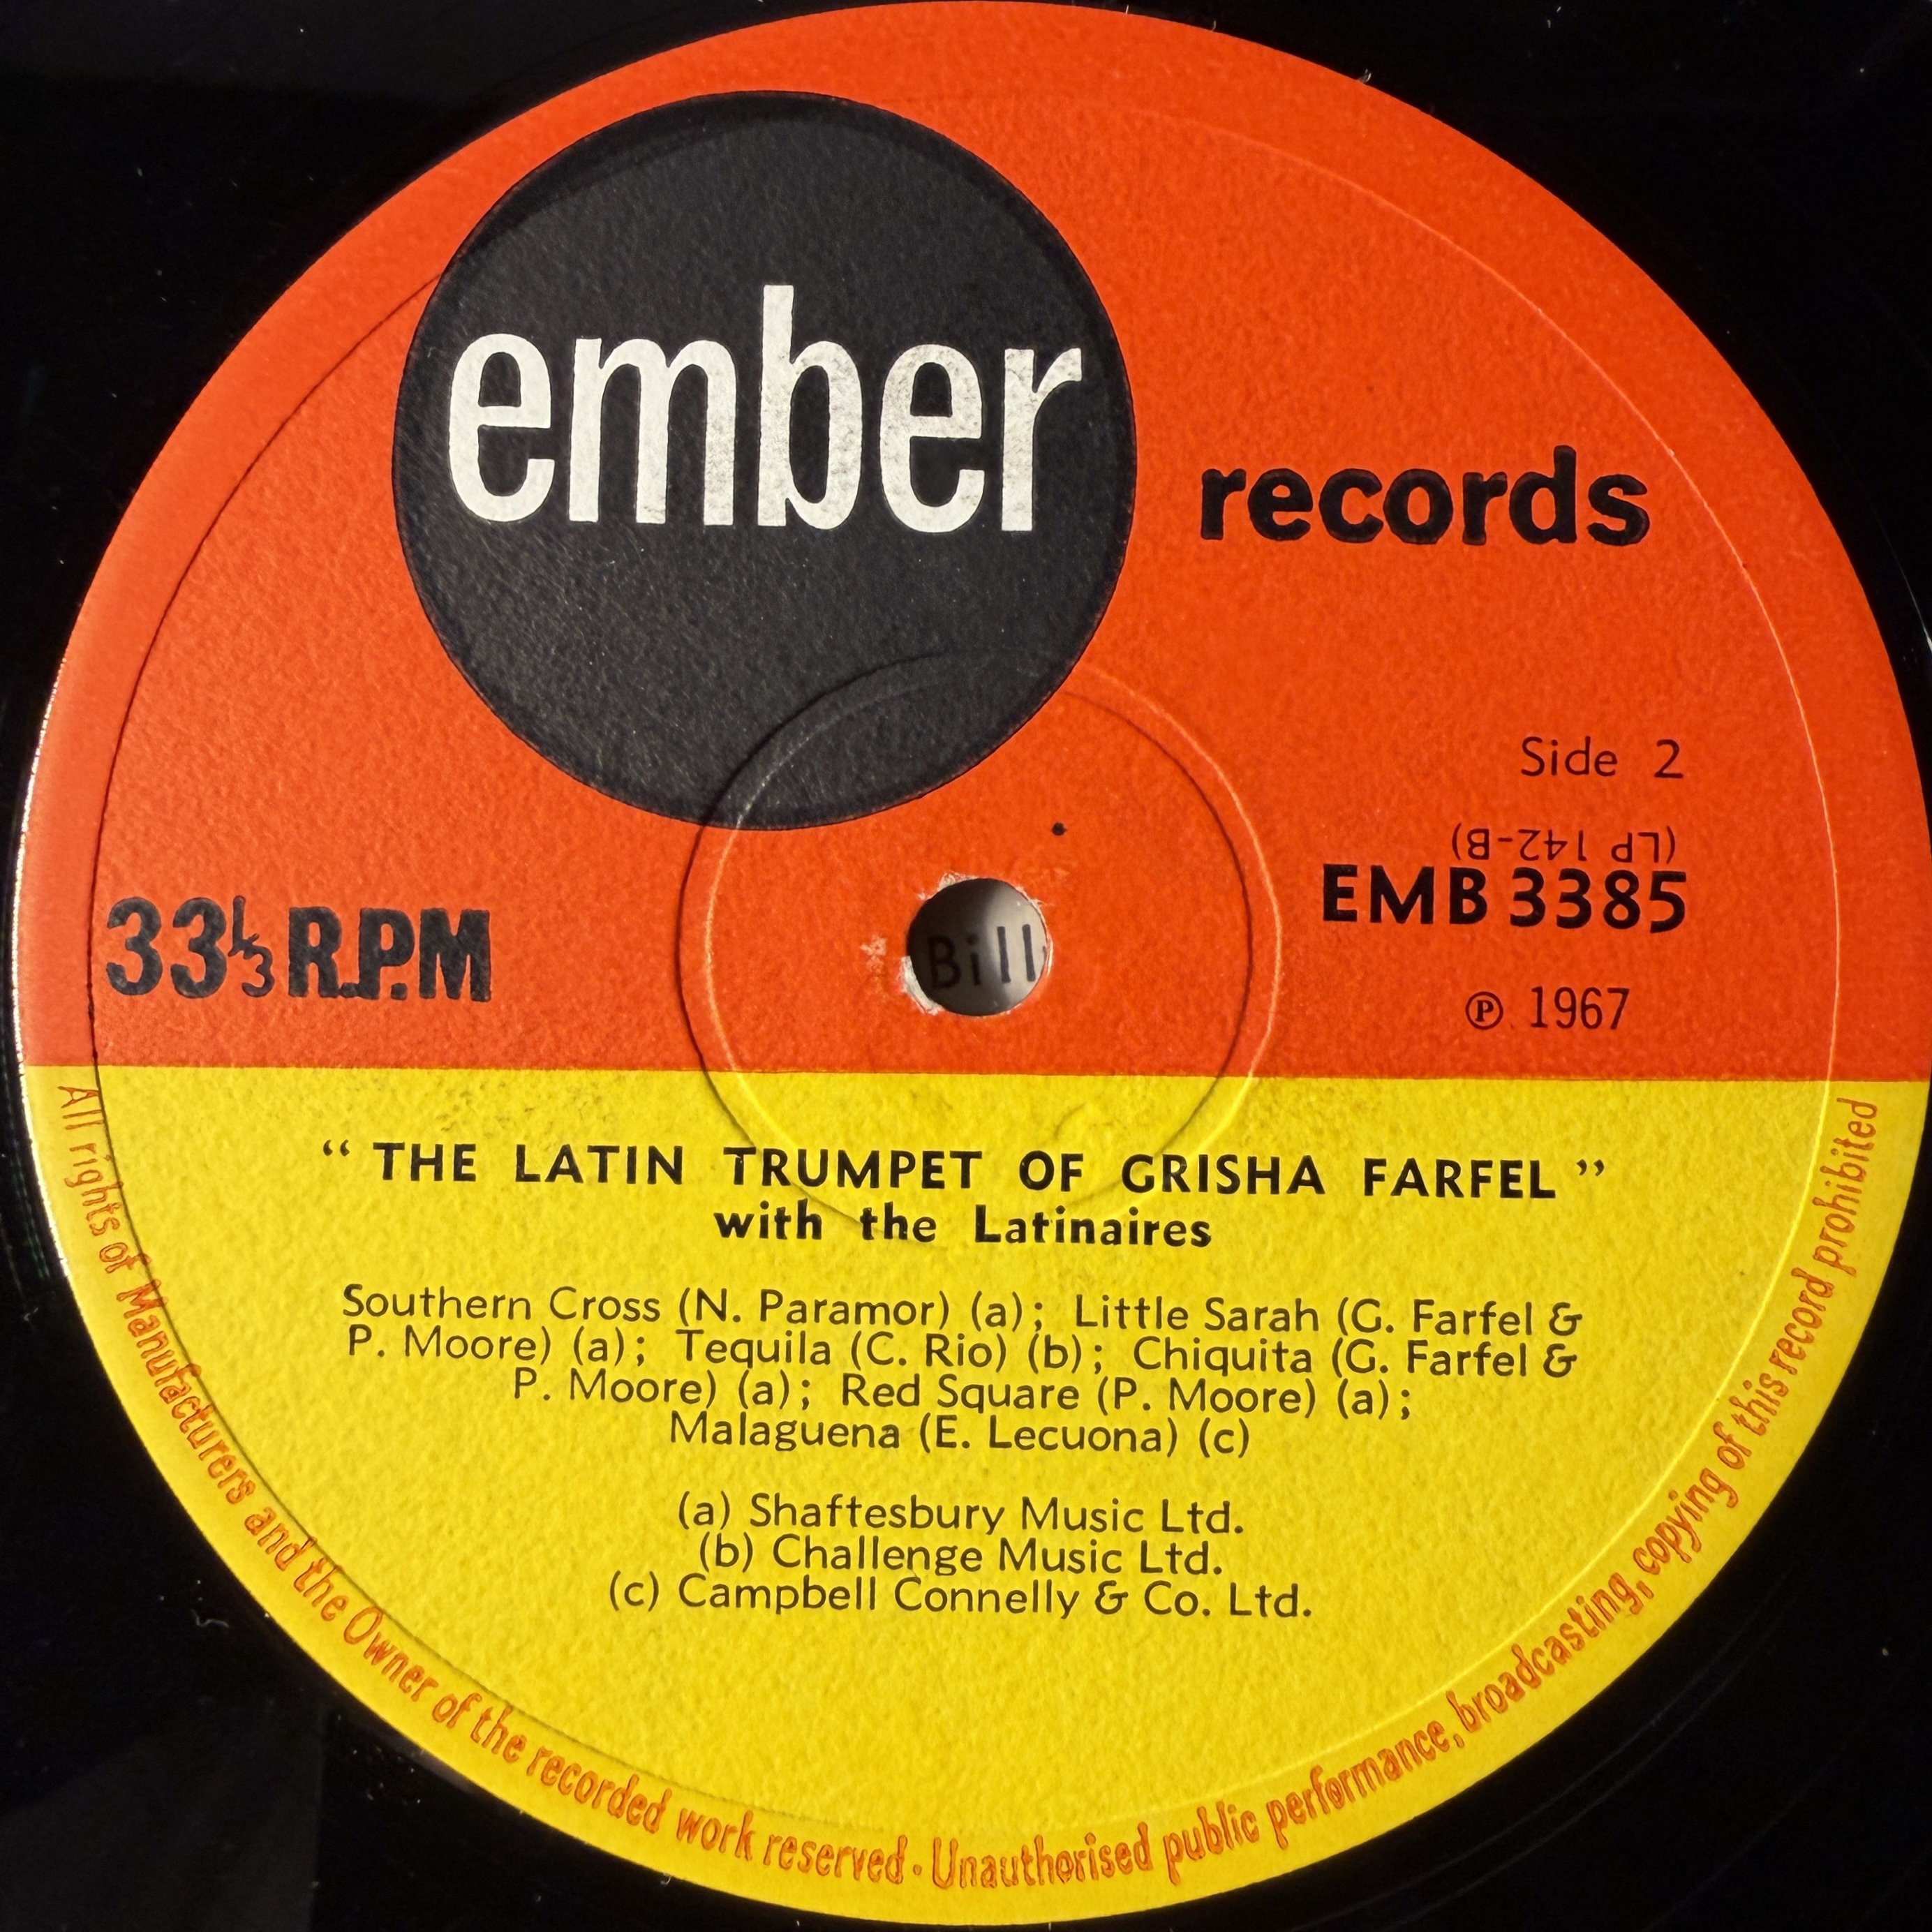 ember
records
Side 2
(LP 142-B)
EMB 3385
33⅓ R.P.M
Bill
℗ 1967
“ THE LATIN TRUMPET OF GRISHA FARFEL ”
with the Latinaires
Southern Cross (N. Paramor) (a); Little Sarah (G. Farfel &
P. Moore) (a); Tequila (C. Rio) (b); Chiquita (G. Farfel &
P. Moore) (a); Red Square (P. Moore) (a);
Malaguena (E. Lecuona) (c)
(a) Shaftesbury Music Ltd.
(b) Challenge Music Ltd.
(c) Campbell Connelly & Co. Ltd.
All rights of Manufacturers and the Owner of the recorded work reserved · Unauthorised public performance, broadcasting, copying of this record prohibited